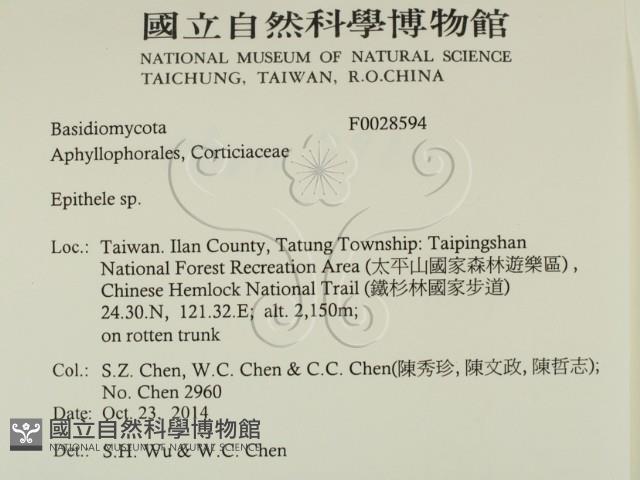 國立自然科學博物館
NATIONAL MUSEUM OF NATURAL SCIENCE
TAICHUNG, TAIWAN, R.O.CHINA
Basidiomycota F0028594
Aphyllophorales, Corticiaceae
Epithele sp.
Loc.: Taiwan. Ilan County, Tatung Township: Taipingshan
National Forest Recreation Area (太平山國家森林遊樂區) ,
Chinese Hemlock National Trail (鐵杉林國家步道)
24.30.N, 121.32.E; alt. 2,150m;
on rotten trunk
Col.: S.Z. Chen, W.C. Chen & C.C. Chen(陳秀珍, 陳文政, 陳哲志);
No. Chen 2960
Date: Oct. 23, 2014
國立自然科學博物館
NATIONAL MUSEUM OF NATURAL SCIENCE
Det.: S.H. Wu & W.C. Chen